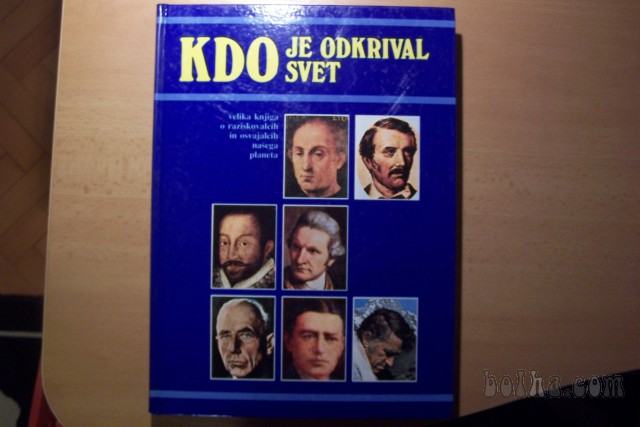 KDO JE ODKRIVAL
SVET
velika knjiga
o raziskovalcih
in osvajalcih
našega
planeta
bolha.com